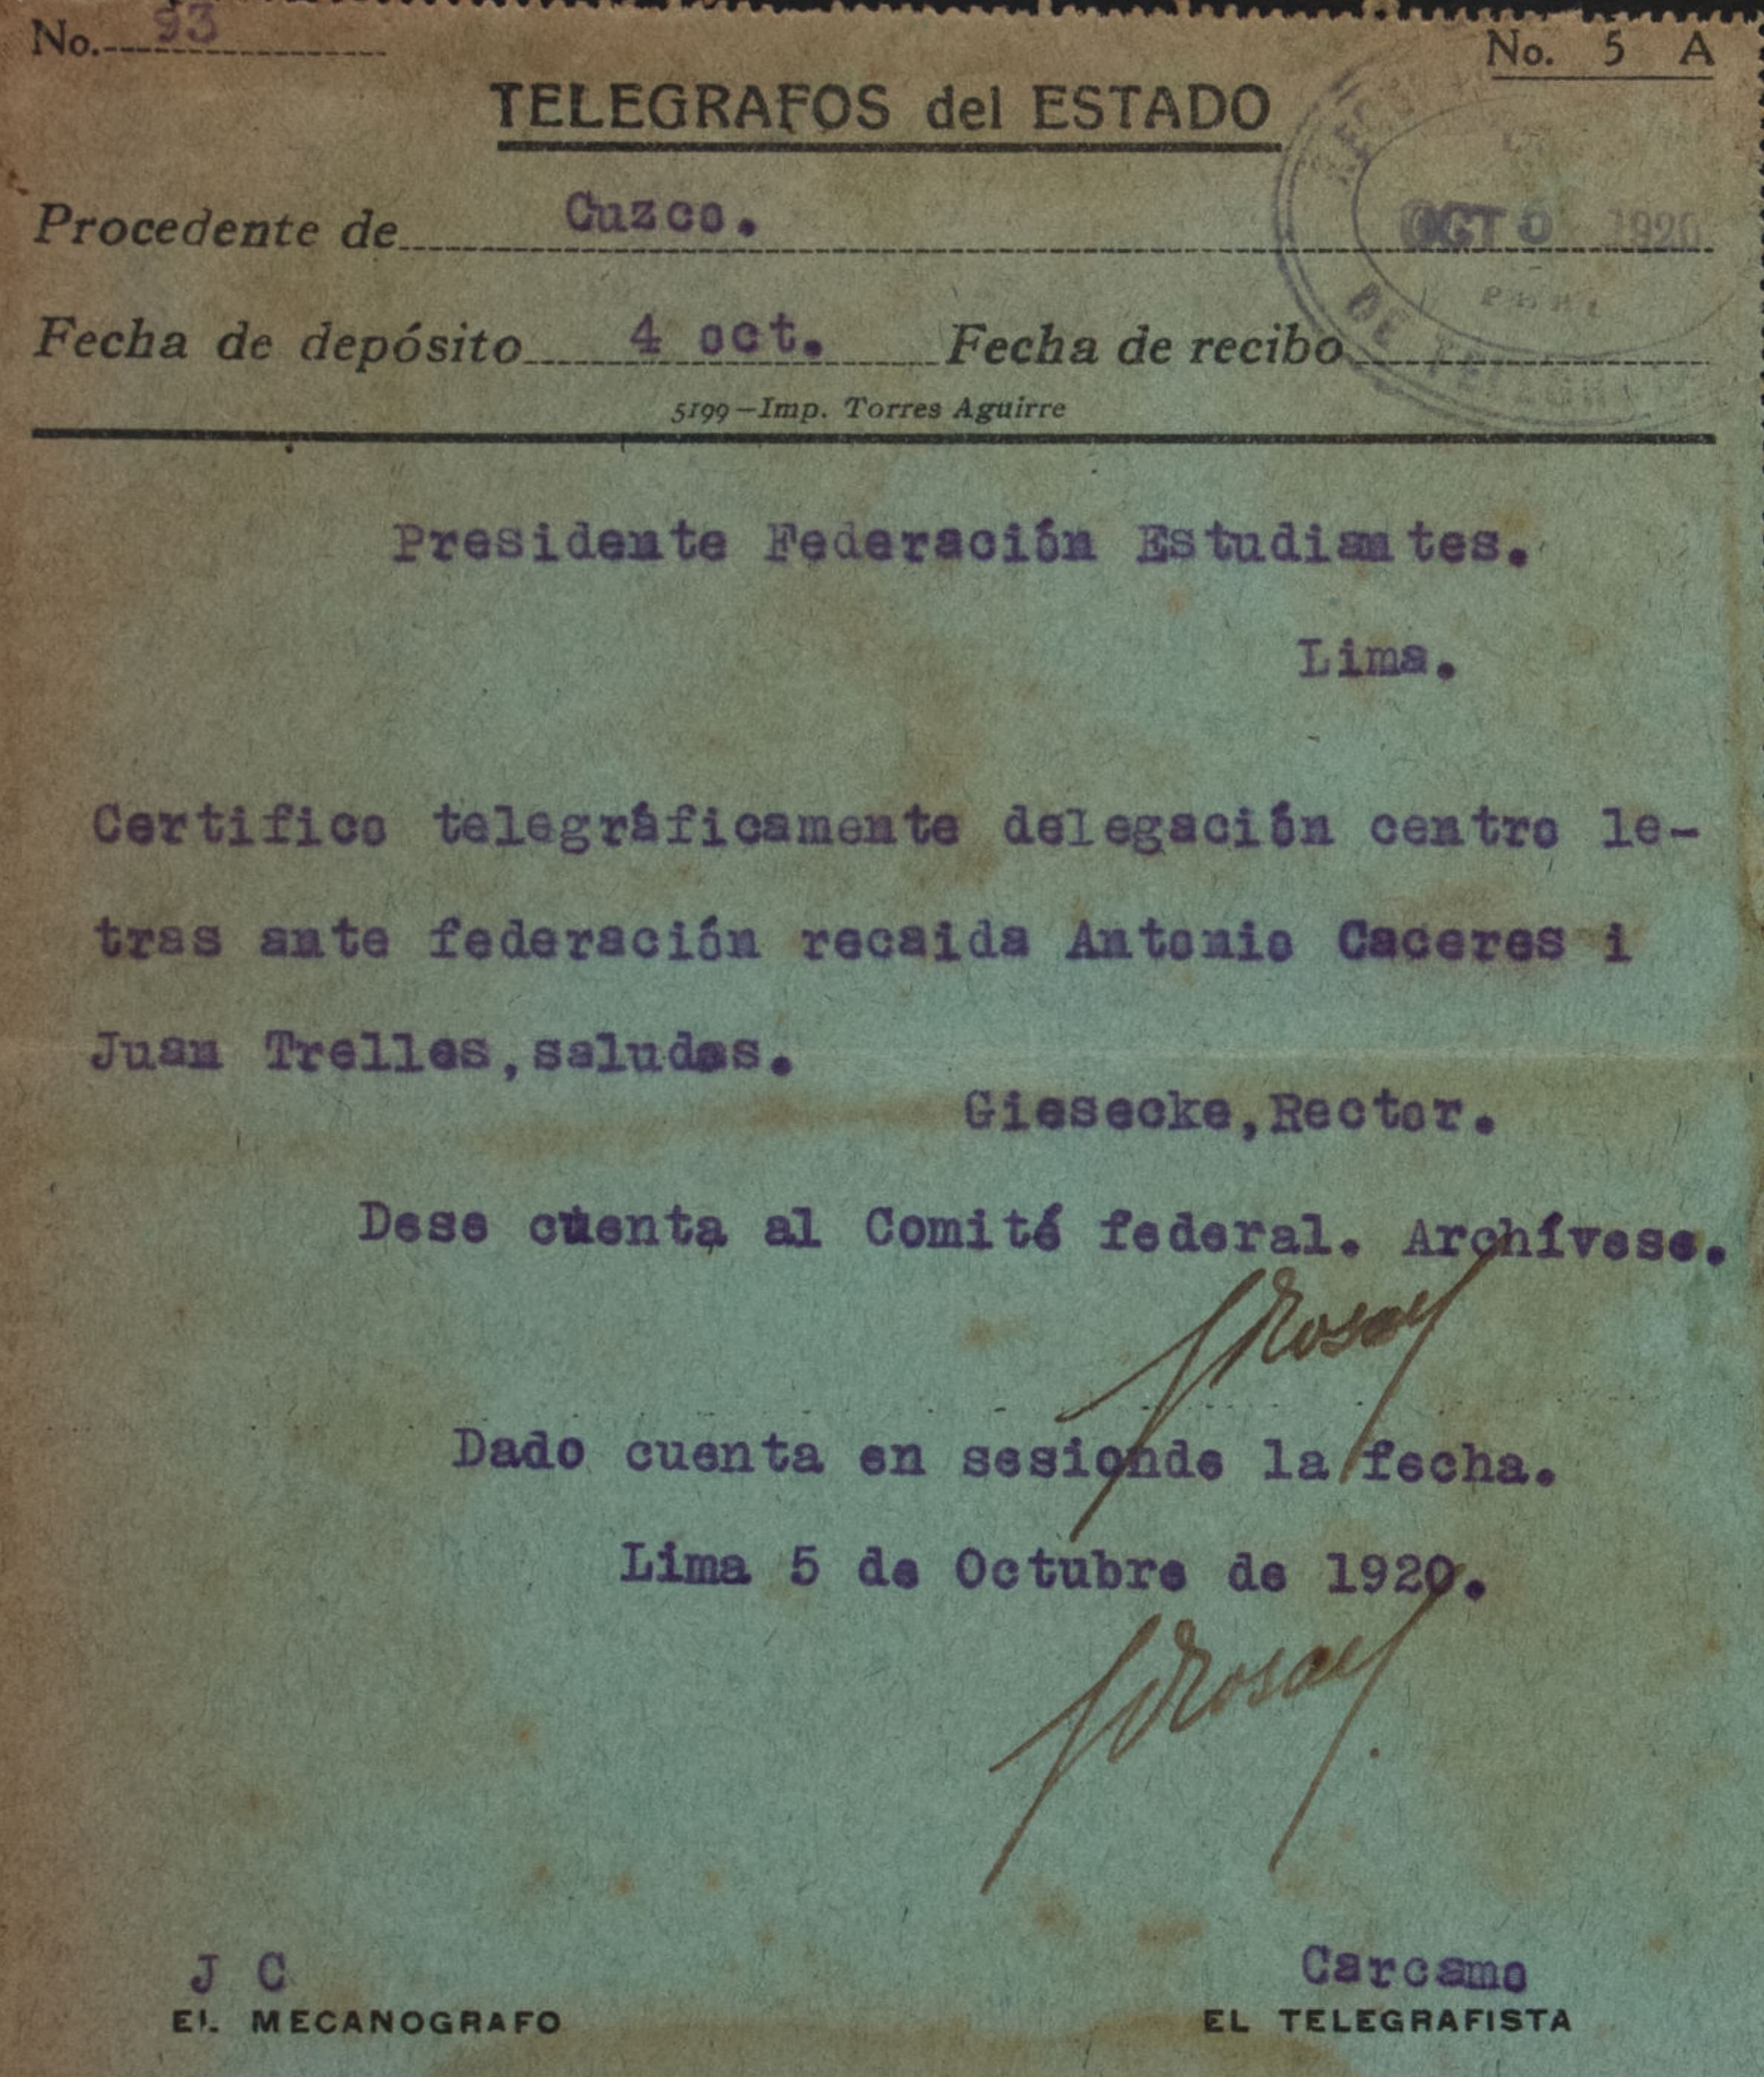 No. 93
No. 5 A
TELEGRAFOS del ESTADO
Procedente de Cuzco.
OCT 1920
Fecha de depósito 4 oct. Fecha de recibo
DE
5199—Imp. Torres Aguirre
Presidente Federación Estudiantes.
Lima.
Certifico telegráficamente delegación centro le-
tras ante federación recaida Antonio Caceres i
Juan Trelles,saludos.
Giesecke,Rector.
Dese cuenta al Comité federal. Archívese.
Dado cuenta en sesionde la fecha.
Lima 5 de Octubre de 1920.
J C
Carcamo
EL MECANOGRAFO
EL TELEGRAFISTA